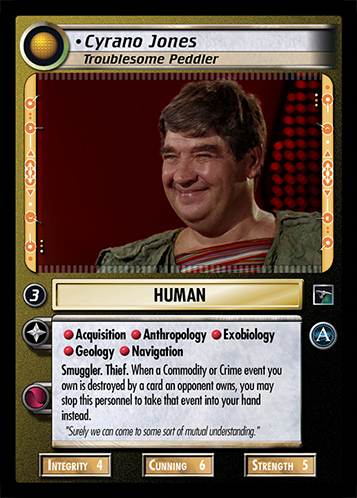 • Cyrano Jones
Troublesome Peddler
3
HUMAN
Acquisition Anthropology Exobiology
Geology Navigation
A
Smuggler. Thief. When a Commodity or Crime event you
own is destroyed by a card an opponent owns, you may
stop this personnel to take that event into your hand
instead.
"Surely we can come to some sort of mutual understanding."
INTEGRITY 4 CUNNING 6 STRENGTH 5